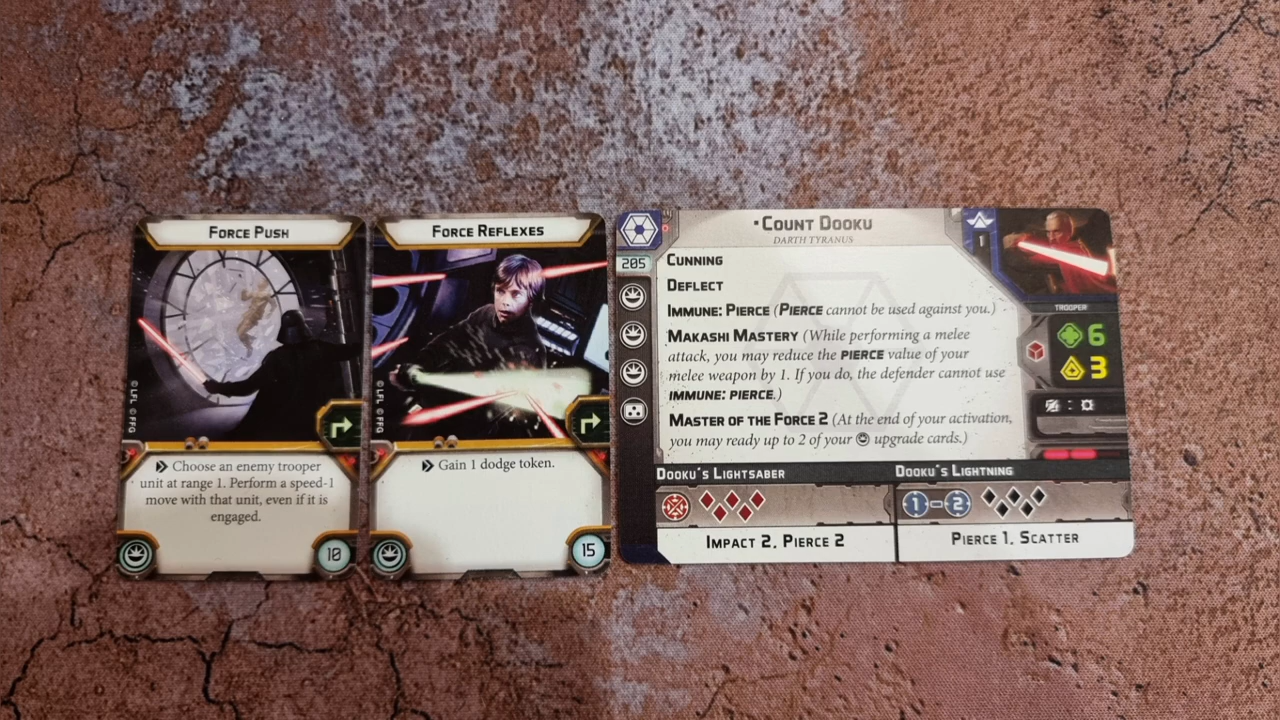 Force Push
© LFL © FFG
Choose an enemy trooper
unit at range 1. Perform a speed-1
move with that unit, even if it is
engaged.
10
Force Reflexes
© LFL © FFG
Gain 1 dodge token.
15
•Count Dooku
DARTH TYRANUS
205
Cunning
Deflect
Immune: Pierce (Pierce cannot be used against you.)
Makashi Mastery (While performing a melee
attack, you may reduce the PIERCE value of your
melee weapon by 1. If you do, the defender cannot use
IMMUNE: PIERCE.)
Master of the Force 2 (At the end of your activation,
you may ready up to 2 of your upgrade cards.)
TROOPER
6
3
:
Dooku's Lightsaber
Impact 2, Pierce 2
Dooku's Lightning
1-2
Pierce 1, Scatter